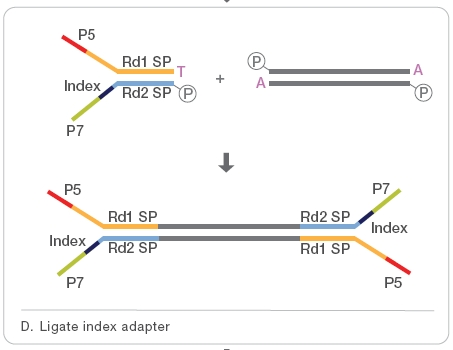 P5
Rd1 SP
T
Index
Rd2 SP
P
P7
+
P
A
A
P
P5
P7
Rd1 SP
Rd2 SP
Index
Index
Rd2 SP
Rd1 SP
P7
P5
D. Ligate index adapter